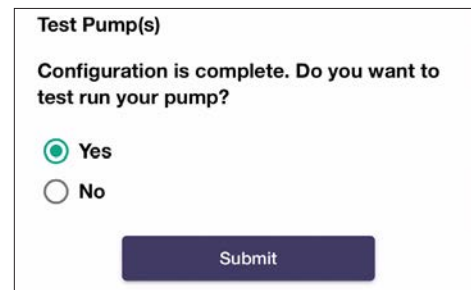 Test Pump(s)
Configuration is complete. Do you want to
test run your pump?
Yes
No
Submit